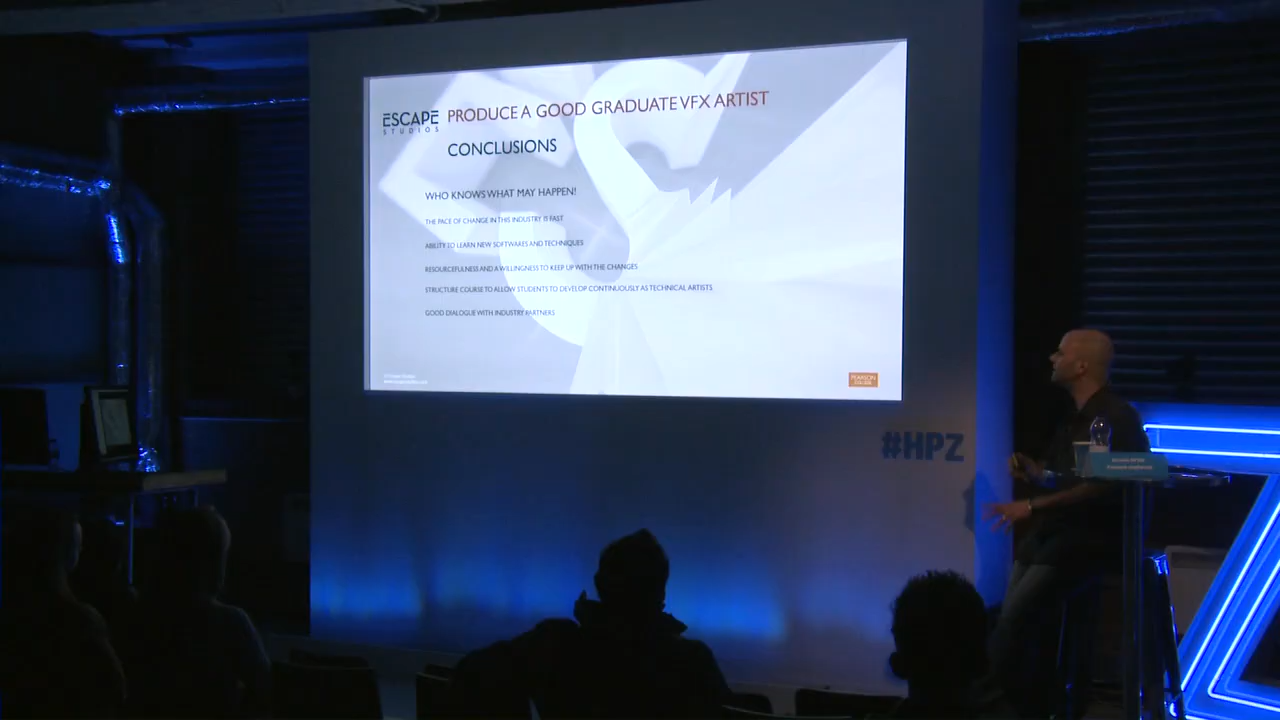 ESCAPE
STUDIOS
PRODUCE A GOOD GRADUATE VFX ARTIST
CONCLUSIONS
WHO KNOWS WHAT MAY HAPPEN!
THE PACE OF CHANGE IN THIS INDUSTRY IS FAST
ABILITY TO LEARN NEW SOFTWARES AND TECHNIQUES
RESOURCEFULNESS AND A WILLINGNESS TO KEEP UP WITH THE CHANGES
STRUCTURE COURSE TO ALLOW STUDENTS TO DEVELOP CONTINUOUSLY AS TECHNICAL ARTISTS
GOOD DIALOGUE WITH INDUSTRY PARTNERS
PEARSON
#HPZ